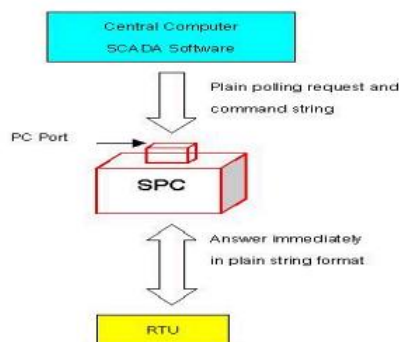 Central Computer
SCADA Software
Plain polling request and
command string
PC Port
SPC
Answer immediately
in plain string format
RTU